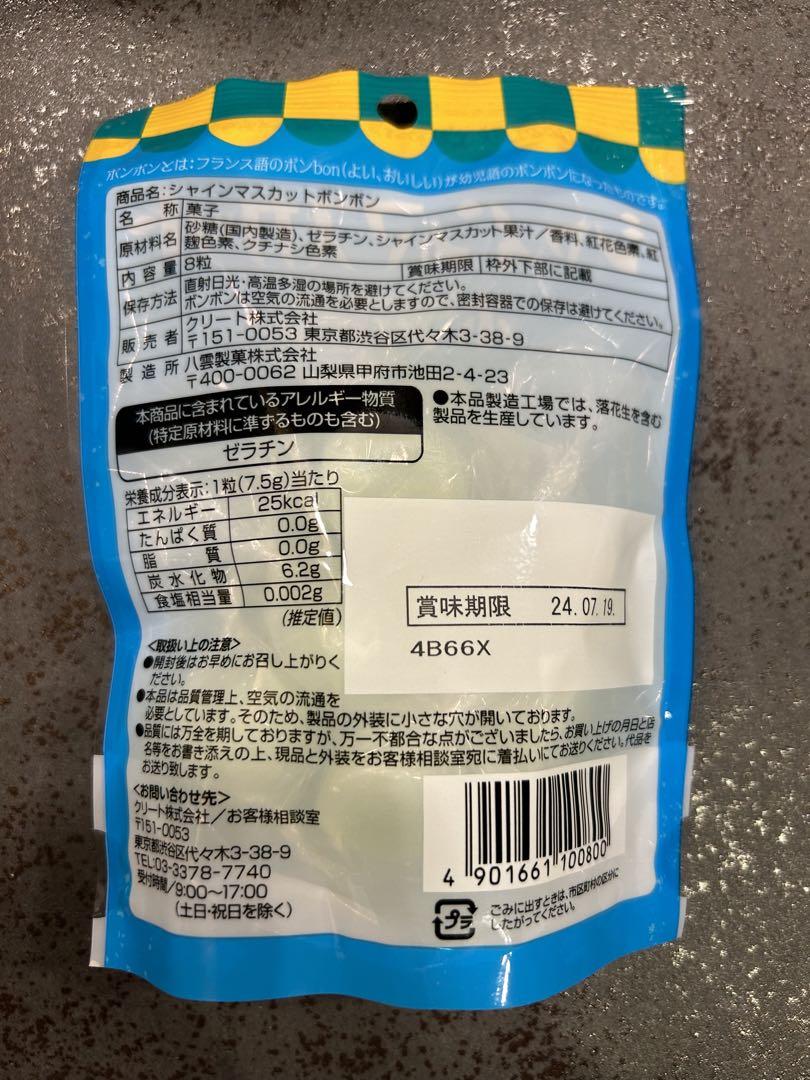 ボンボンとは:フランス語のボンbon(よい、おいしい)が幼児語のボンボンになったものです。
商品名:シャインマスカットボンボン
名 称 菓子
原材料名 砂糖(国内製造)、ゼラチン、シャインマスカット果汁/香料、紅花色素、紅
麹色素、クチナシ色素
内容量 8粒 賞味期限 枠外下部に記載
保存方法 直射日光・高温多湿の場所を避けてください。
ボンボンは空気の流通を必要としますので、密封容器での保存は避けてください。
販売者 クリート株式会社
〒151-0053 東京都渋谷区代々木3-38-9
製造所 八雲製菓株式会社
〒400-0062 山梨県甲府市池田2-4-23
本商品に含まれているアレルギー物質
(特定原材料に準ずるものも含む)
ゼラチン
●本品製造工場では、落花生を含む
製品を生産しています。
栄養成分表示:1粒(7.5g)当たり
エネルギー 25kcal
たんぱく質 0.0g
脂 質 0.0g
炭水化物 6.2g
食塩相当量 0.002g
(推定値)
賞味期限 24.07.19.
4B66X
<取扱い上の注意>
●開封後はお早めにお召し上がりく
ださい。
●本品は品質管理上、空気の流通を
必要としています。そのため、製品の外装に小さな穴が開いております。
●品質には万全を期しておりますが、万一不都合な点がございましたら、お買い上げの月日と店
名等をお書き添えの上、現品と外装をお客様相談室宛に着払いにてお送りください。代品を
お送り致します。
<お問い合わせ先>
クリート株式会社/お客様相談室
〒151-0053
東京都渋谷区代々木3-38-9
TEL:03-3378-7740
受付時間/9:00~17:00
(土日・祝日を除く)
4 901661 100800
プラ
ごみに出すときは、市区町村の区分に
したがってください。